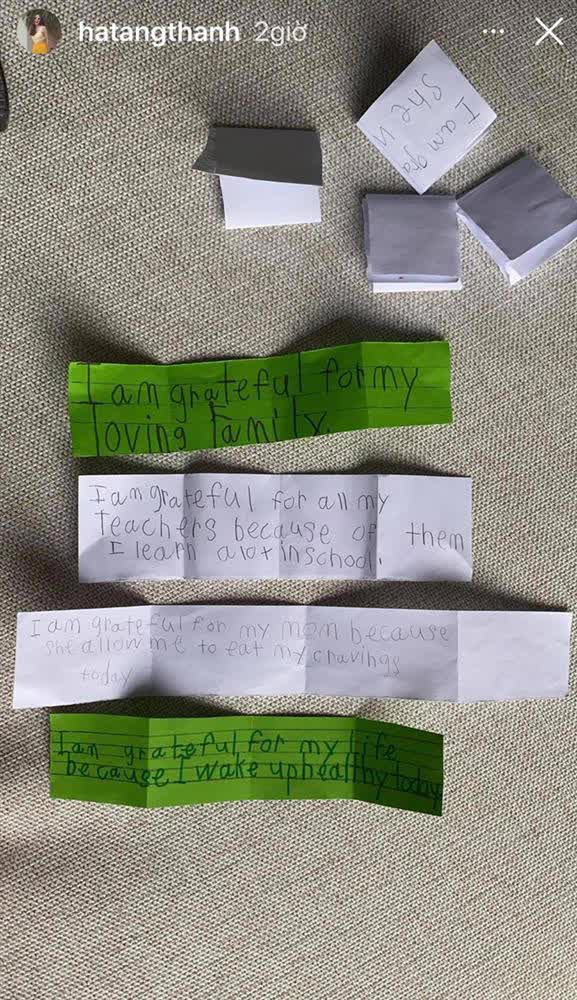 hatangthanh 2giờ
I am gra
she u
I am grateful for my
loving family.
I am grateful for all my
teachers because of them
I learn a lot in school.
I am grateful for my mom because
she allow me to eat my cravings
today
I am grateful for my life
because I wake up healthy today